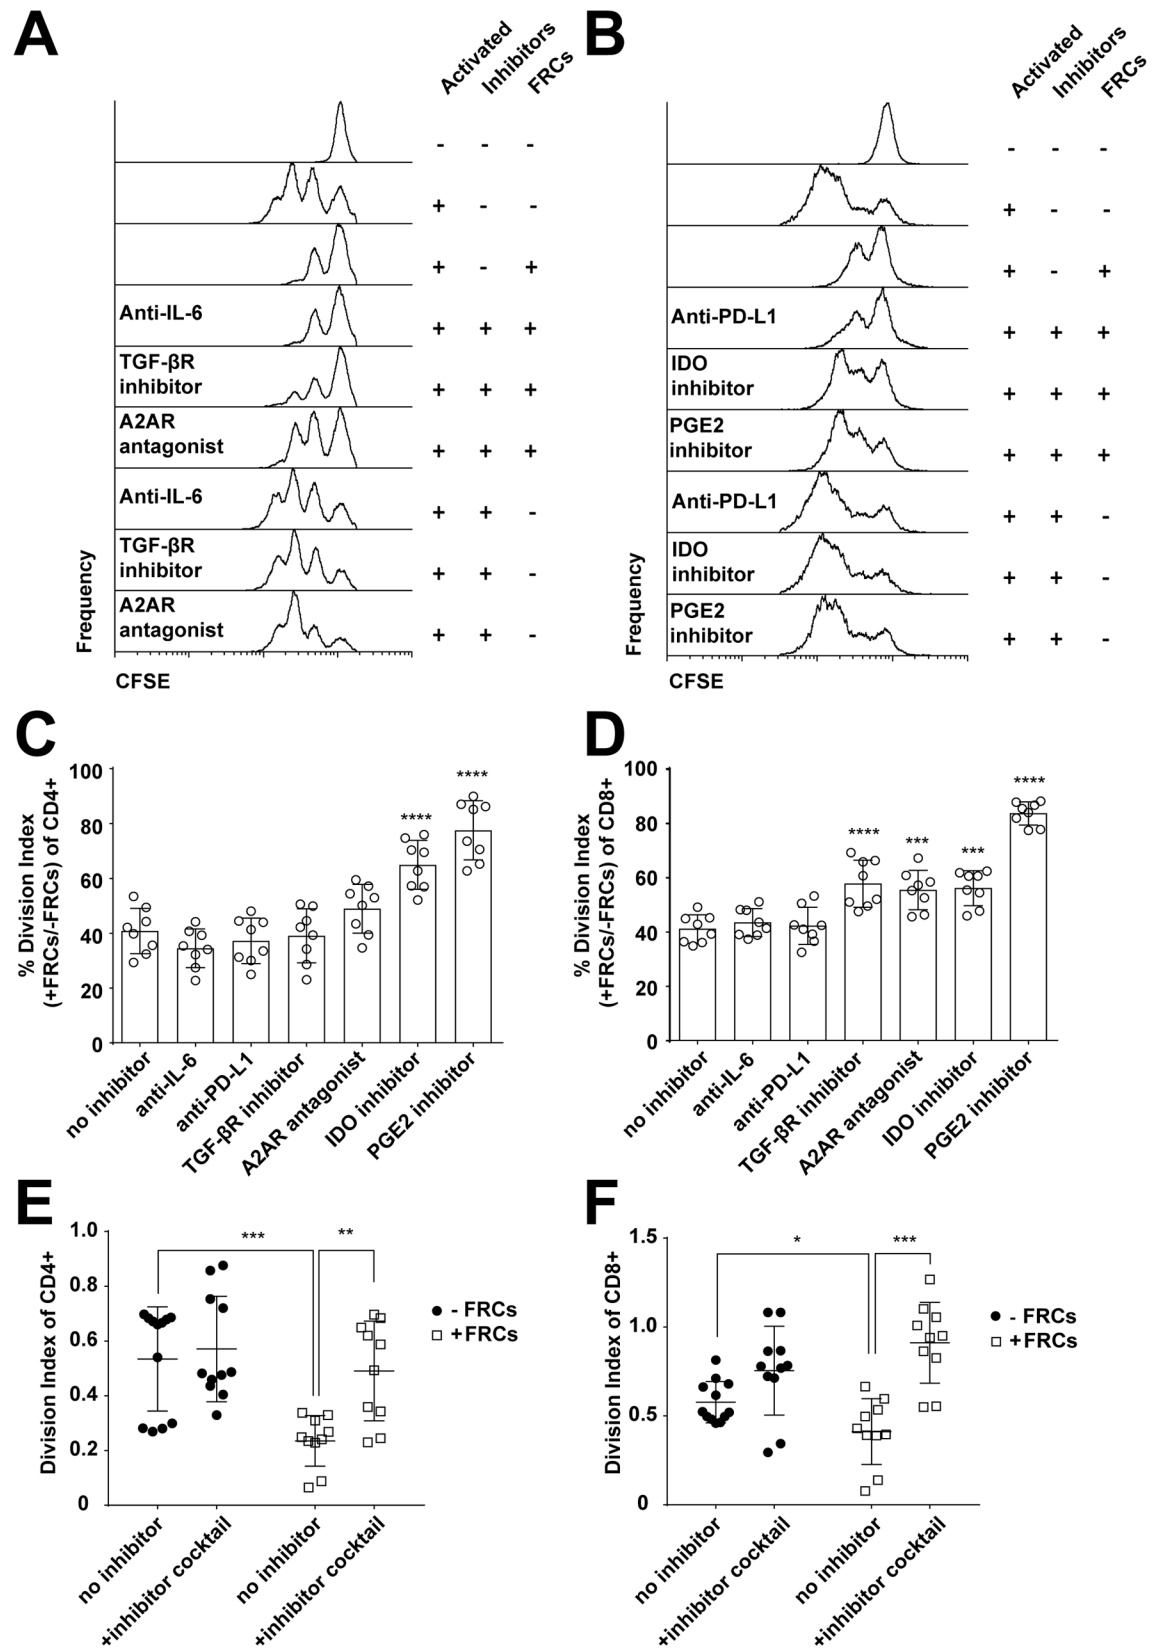 A
Activated
Inhibitors
FRCs
- - -
+ - -
+ - +
Anti-IL-6
+ + +
TGF-βR
inhibitor
+ + +
A2AR
antagonist
+ + +
Anti-IL-6
+ + -
TGF-βR
inhibitor
+ + -
A2AR
antagonist
+ + -
Frequency
CFSE
B
Activated
Inhibitors
FRCs
- - -
+ - -
+ - +
Anti-PD-L1
+ + +
IDO
inhibitor
+ + +
PGE2
inhibitor
+ + +
Anti-PD-L1
+ + -
IDO
inhibitor
+ + -
PGE2
inhibitor
+ + -
Frequency
CFSE
C
% Division Index
(+FRCs/-FRCs) of CD4+
100
80
60
40
20
0
****
****
no inhibitor
anti-IL-6
anti-PD-L1
TGF-βR inhibitor
A2AR antagonist
IDO inhibitor
PGE2 inhibitor
D
% Division Index
(+FRCs/-FRCs) of CD8+
100
80
60
40
20
0
****
***
***
****
no inhibitor
anti-IL-6
anti-PD-L1
TGF-βR inhibitor
A2AR antagonist
IDO inhibitor
PGE2 inhibitor
E
Division Index of CD4+
1.0
0.8
0.6
0.4
0.2
0
***
**
- FRCs
+FRCs
no inhibitor
+inhibitor cocktail
no inhibitor
+inhibitor cocktail
F
Division Index of CD8+
1.5
1.0
0.5
0
*
***
- FRCs
+FRCs
no inhibitor
+inhibitor cocktail
no inhibitor
+inhibitor cocktail